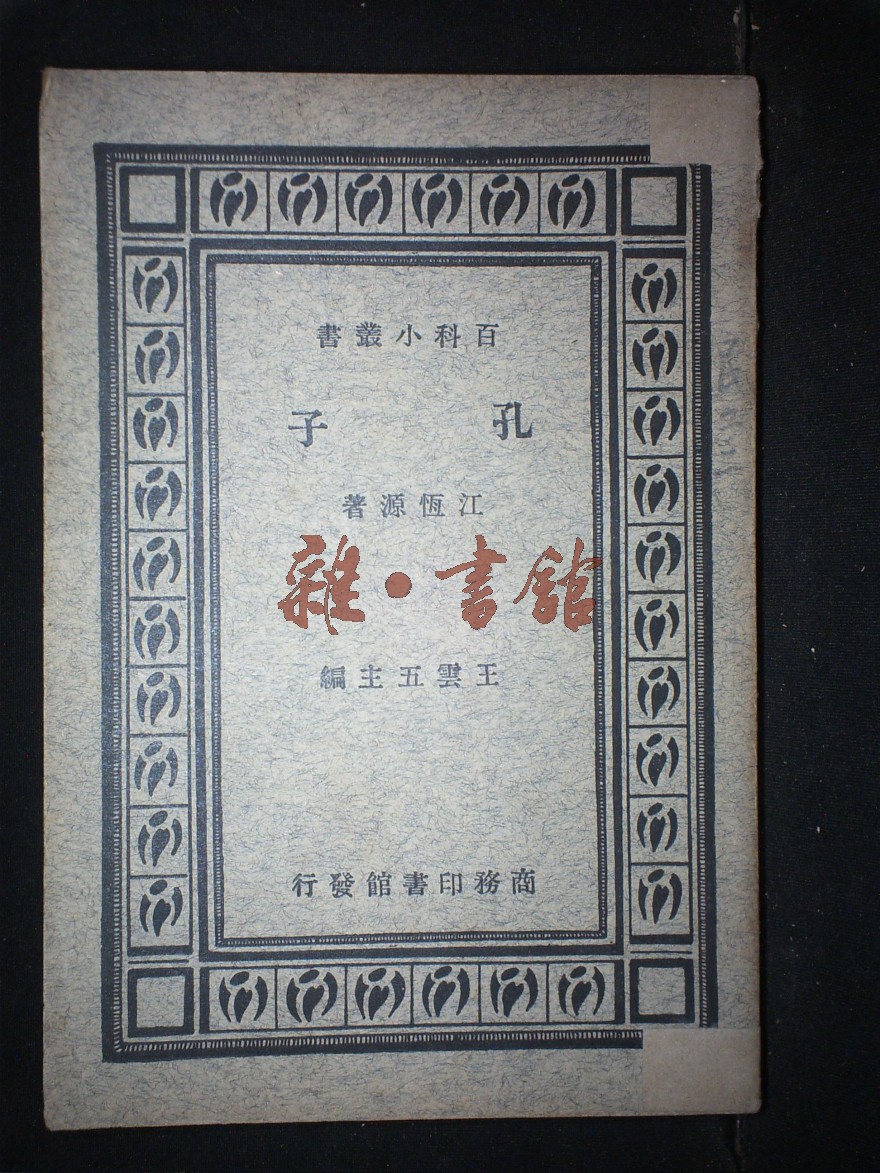 百科小叢書
孔子
江恆源著
雜·書館
王雲五主編
商務印書館發行